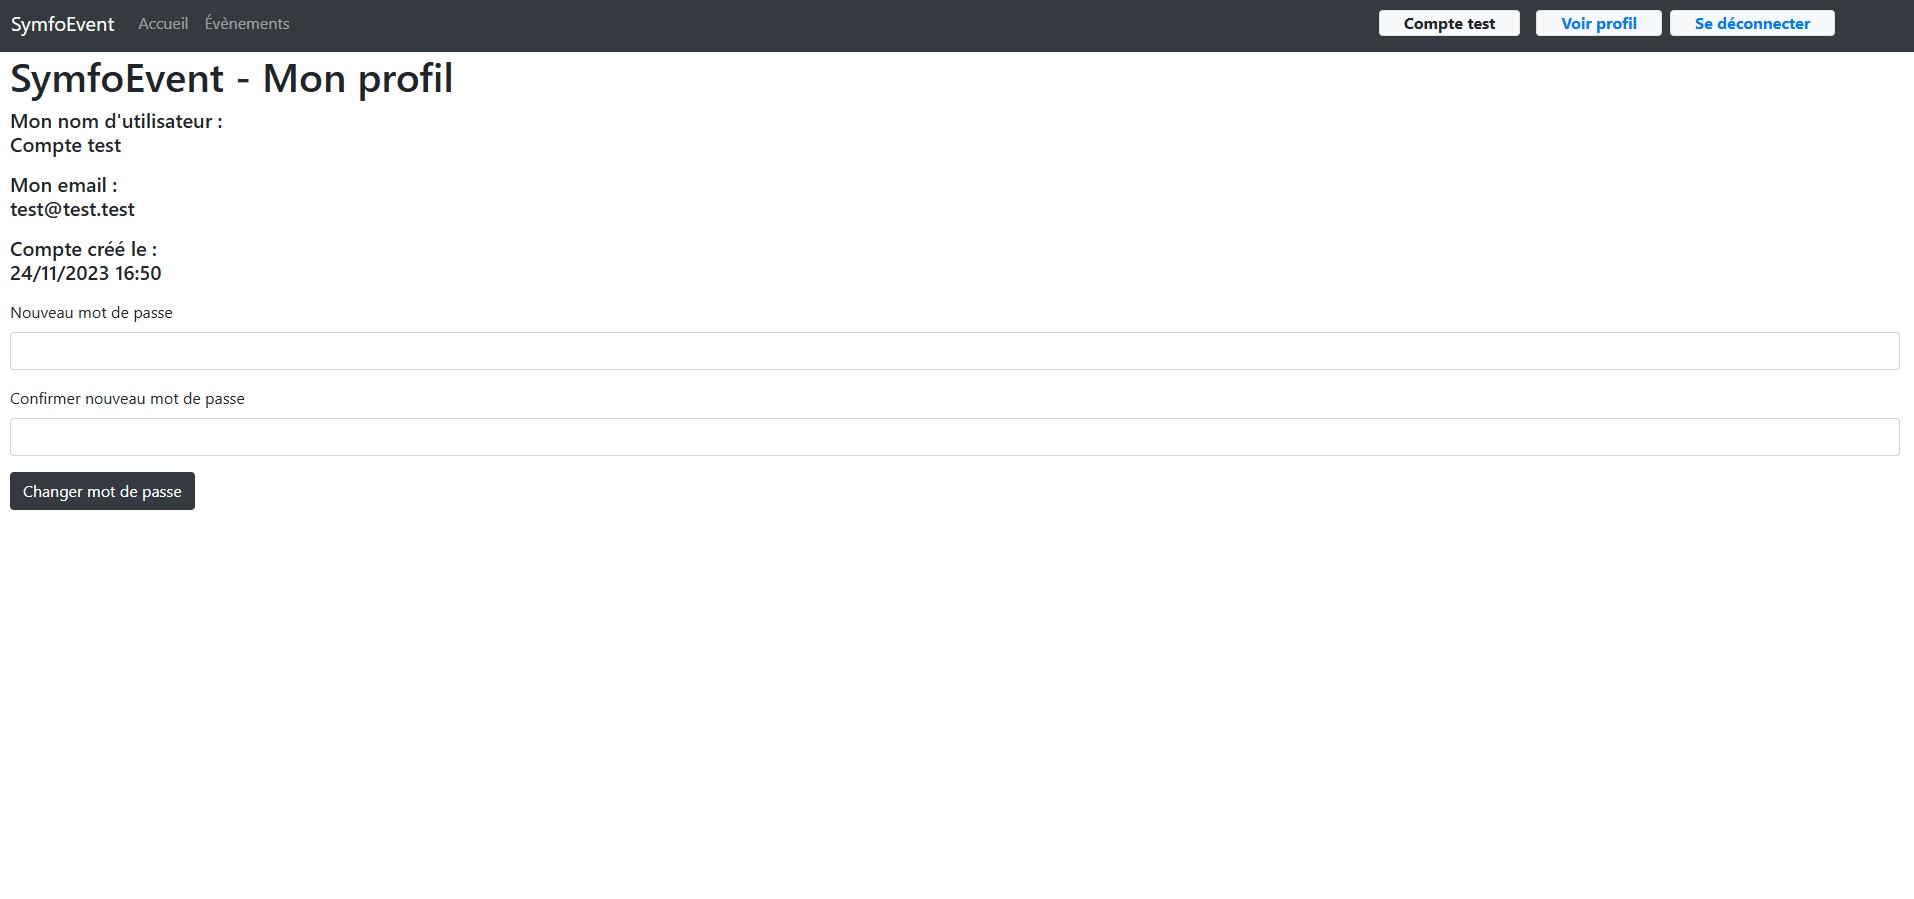 SymfoEvent Accueil Évènements Compte test Voir profil Se déconnecter
SymfoEvent - Mon profil
Mon nom d'utilisateur :
Compte test
Mon email :
test@test.test
Compte créé le :
24/11/2023 16:50
Nouveau mot de passe
Confirmer nouveau mot de passe
Changer mot de passe